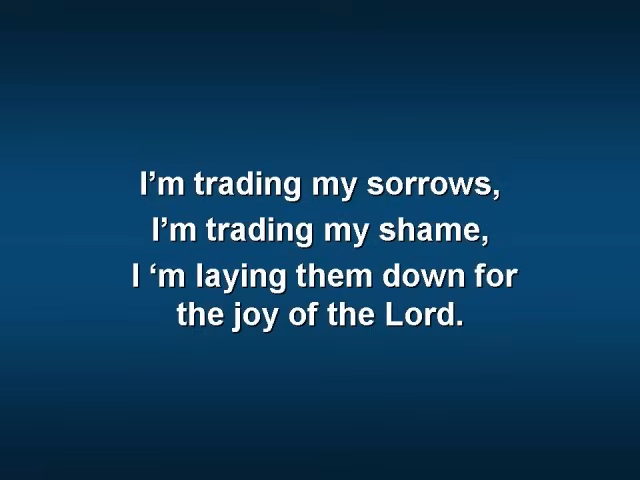 I’m trading my sorrows,
I’m trading my shame,
I ‘m laying them down for
the joy of the Lord.